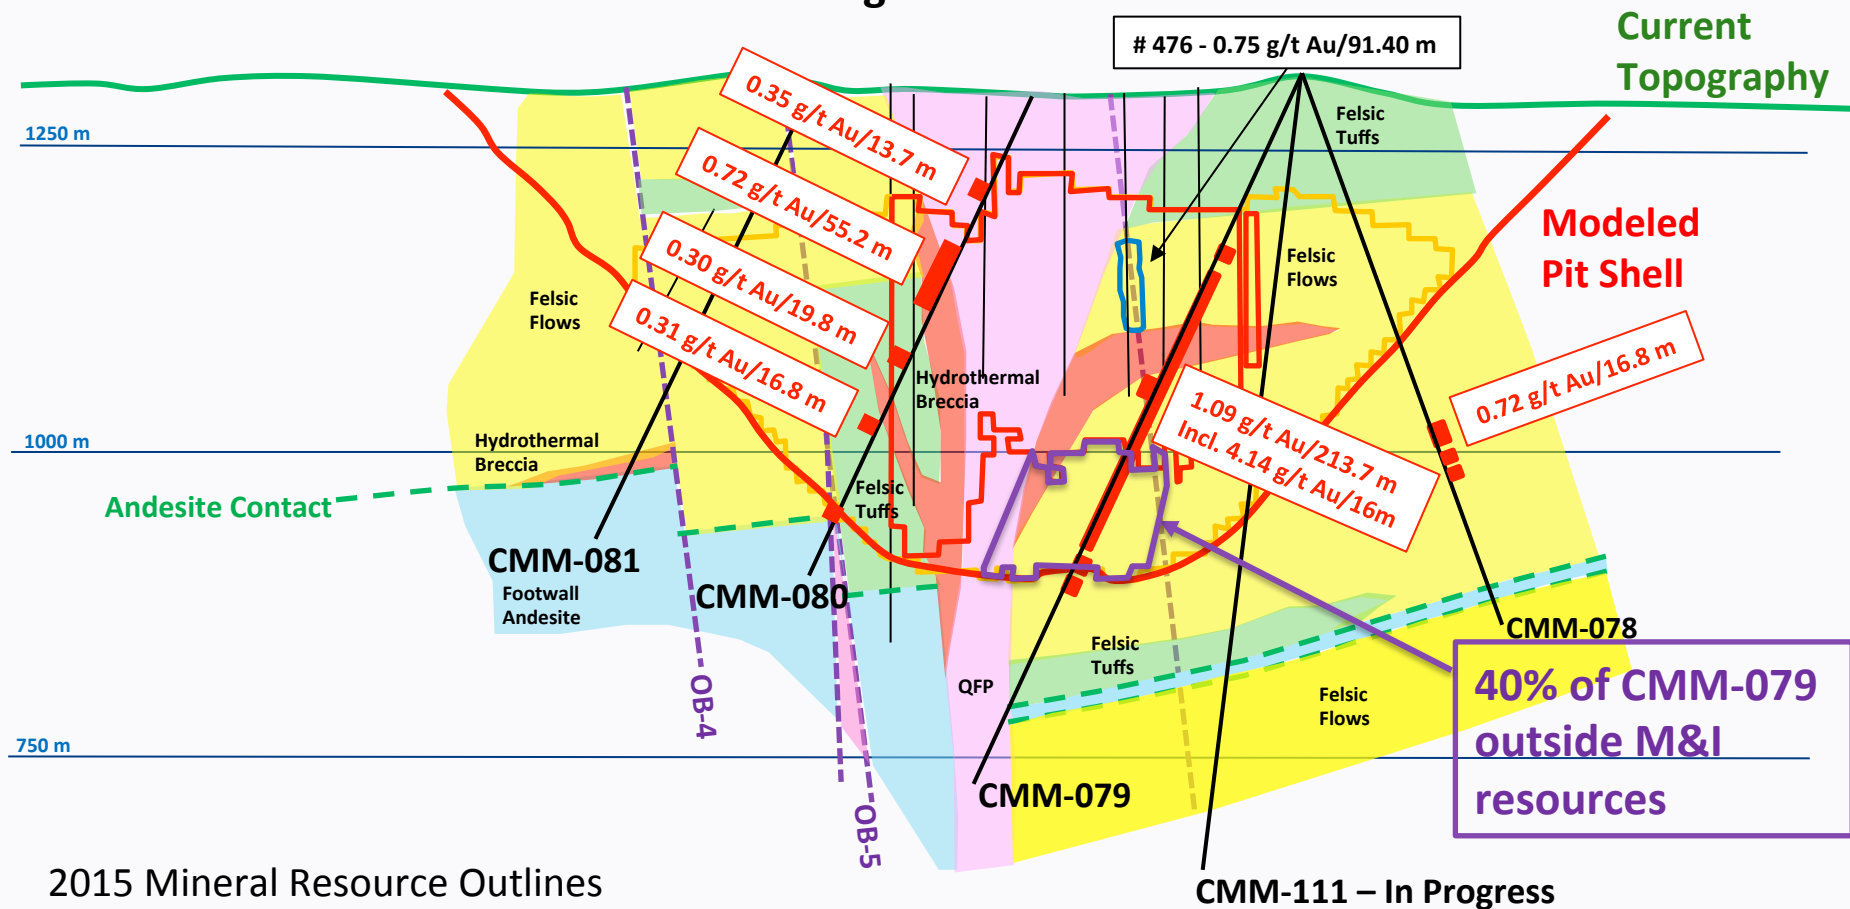 g
# 476 - 0.75 g/t Au/91.40 m
Current
Topography
1250 m
0.35 g/t Au/13.7 m
Felsic
Tuffs
0.72 g/t Au/55.2 m
Modeled
Pit Shell
0.30 g/t Au/19.8 m
Felsic
Flows
Felsic
Flows
0.31 g/t Au/16.8 m
0.72 g/t Au/16.8 m
Hydrothermal
Breccia
1.09 g/t Au/213.7 m
Incl. 4.14 g/t Au/16m
1000 m
Hydrothermal
Breccia
Felsic
Tuffs
Andesite Contact
CMM-081
CMM-080
Footwall
Andesite
CMM-078
Felsic
Tuffs
QFP
OB-4
Felsic
Flows
40% of CMM-079
outside M&I
resources
750 m
CMM-079
OB-5
2015 Mineral Resource Outlines
CMM-111 – In Progress